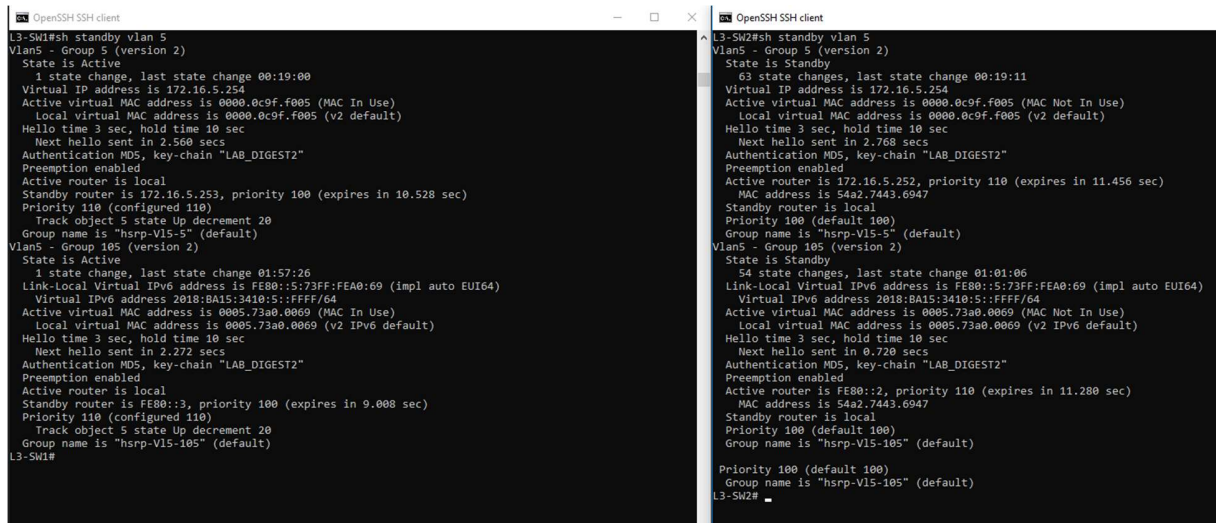 OpenSSH SSH client
L3-SW1#sh standby vlan 5
Vlan5 - Group 5 (version 2)
State is Active
1 state change, last state change 00:19:00
Virtual IP address is 172.16.5.254
Active virtual MAC address is 0000.0c9f.f005 (MAC In Use)
Local virtual MAC address is 0000.0c9f.f005 (v2 default)
Hello time 3 sec, hold time 10 sec
Next hello sent in 2.560 secs
Authentication MD5, key-chain "LAB_DIGEST2"
Preemption enabled
Active router is local
Standby router is 172.16.5.253, priority 100 (expires in 10.528 sec)
Priority 110 (configured 110)
Track object 5 state Up decrement 20
Group name is "hsrp-Vl5-5" (default)
Vlan5 - Group 105 (version 2)
State is Active
1 state change, last state change 01:57:26
Link-Local Virtual IPv6 address is FE80::5:73FF:FEA0:69 (impl auto EUI64)
Virtual IPv6 address 2018:BA15:3410:5::FFFF/64
Active virtual MAC address is 0005.73a0.0069 (MAC In Use)
Local virtual MAC address is 0005.73a0.0069 (v2 IPv6 default)
Hello time 3 sec, hold time 10 sec
Next hello sent in 2.272 secs
Authentication MD5, key-chain "LAB_DIGEST2"
Preemption enabled
Active router is local
Standby router is FE80::3, priority 100 (expires in 9.008 sec)
Priority 110 (configured 110)
Track object 5 state Up decrement 20
Group name is "hsrp-Vl5-105" (default)
L3-SW1#
OpenSSH SSH client
L3-SW2#sh standby vlan 5
Vlan5 - Group 5 (version 2)
State is Standby
63 state changes, last state change 00:19:11
Virtual IP address is 172.16.5.254
Active virtual MAC address is 0000.0c9f.f005 (MAC Not In Use)
Local virtual MAC address is 0000.0c9f.f005 (v2 default)
Hello time 3 sec, hold time 10 sec
Next hello sent in 2.768 secs
Authentication MD5, key-chain "LAB_DIGEST2"
Preemption enabled
Active router is 172.16.5.252, priority 110 (expires in 11.456 sec)
MAC address is 54a2.7443.6947
Standby router is local
Priority 100 (default 100)
Group name is "hsrp-Vl5-5" (default)
Vlan5 - Group 105 (version 2)
State is Standby
54 state changes, last state change 01:01:06
Link-Local Virtual IPv6 address is FE80::5:73FF:FEA0:69 (impl auto EUI64)
Virtual IPv6 address 2018:BA15:3410:5::FFFF/64
Active virtual MAC address is 0005.73a0.0069 (MAC Not In Use)
Local virtual MAC address is 0005.73a0.0069 (v2 IPv6 default)
Hello time 3 sec, hold time 10 sec
Next hello sent in 0.720 secs
Authentication MD5, key-chain "LAB_DIGEST2"
Preemption enabled
Active router is FE80::2, priority 110 (expires in 11.280 sec)
MAC address is 54a2.7443.6947
Standby router is local
Priority 100 (default 100)
Group name is "hsrp-Vl5-105" (default)
Priority 100 (default 100)
Group name is "hsrp-Vl5-105" (default)
L3-SW2#